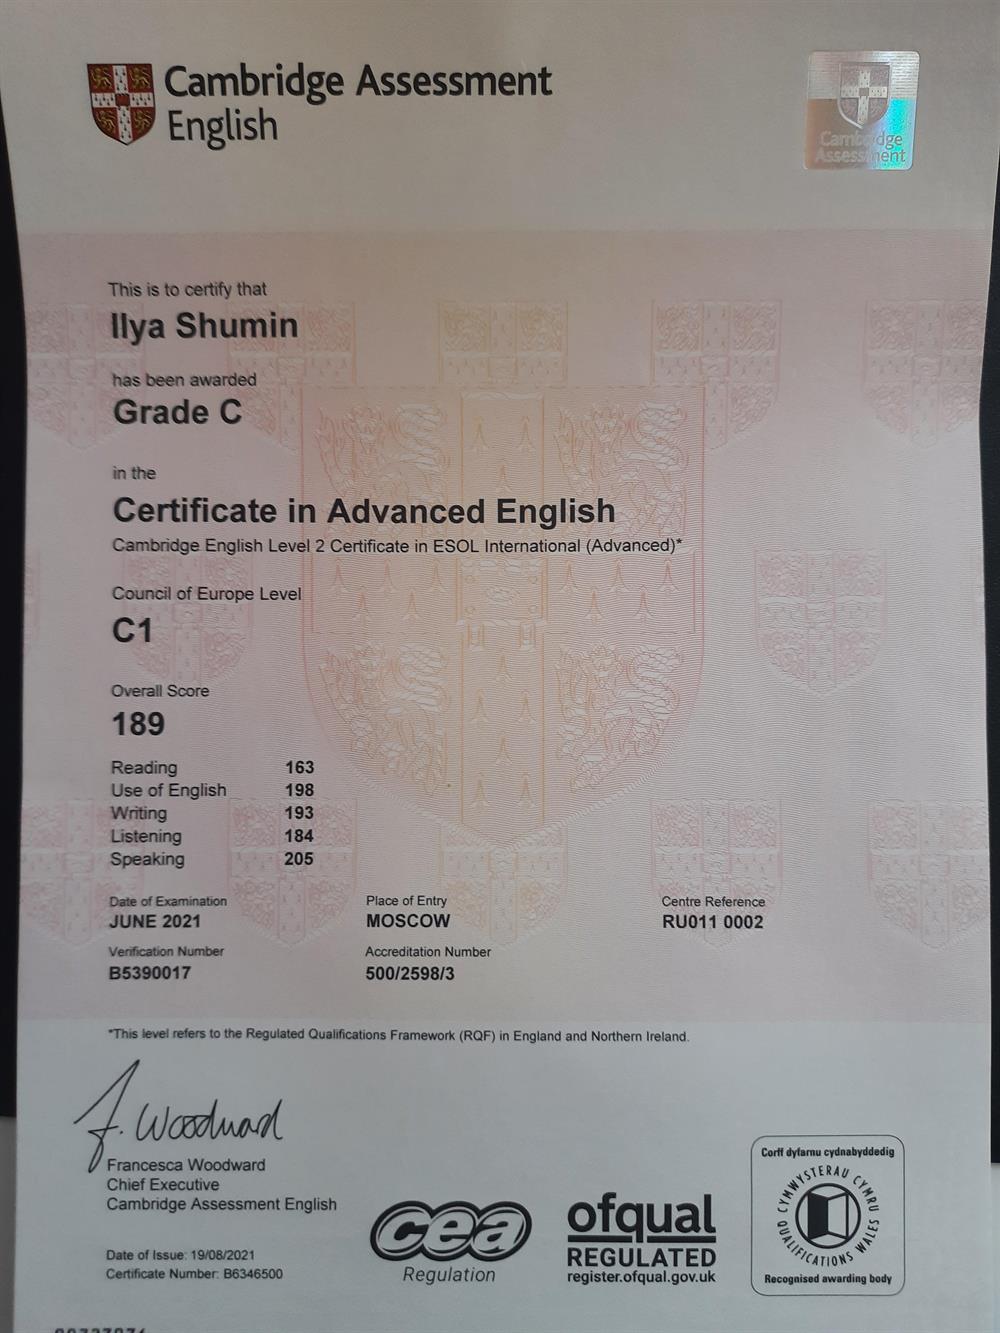 Cambridge Assessment
English
Cambridge
Assessment
This is to certify that
Ilya Shumin
has been awarded
Grade C
in the
Certificate in Advanced English
Cambridge English Level 2 Certificate in ESOL International (Advanced)*
Council of Europe Level
C1
Overall Score
189
Reading 163
Use of English 198
Writing 193
Listening 184
Speaking 205
Date of Examination Place of Entry Centre Reference
JUNE 2021 MOSCOW RU011 0002
Verification Number Accreditation Number
B5390017 500/2598/3
*This level refers to the Regulated Qualifications Framework (RQF) in England and Northern Ireland.
F. Woodward
Francesca Woodward
Chief Executive
Cambridge Assessment English
Date of Issue: 19/08/2021
Certificate Number: B6346500
cea
Regulation
ofqual
REGULATED
register.ofqual.gov.uk
Corff dyfarnu cydnabyddedig
CYMWYSTERAU CYMRU
QUALIFICATIONS WALES
Recognised awarding body